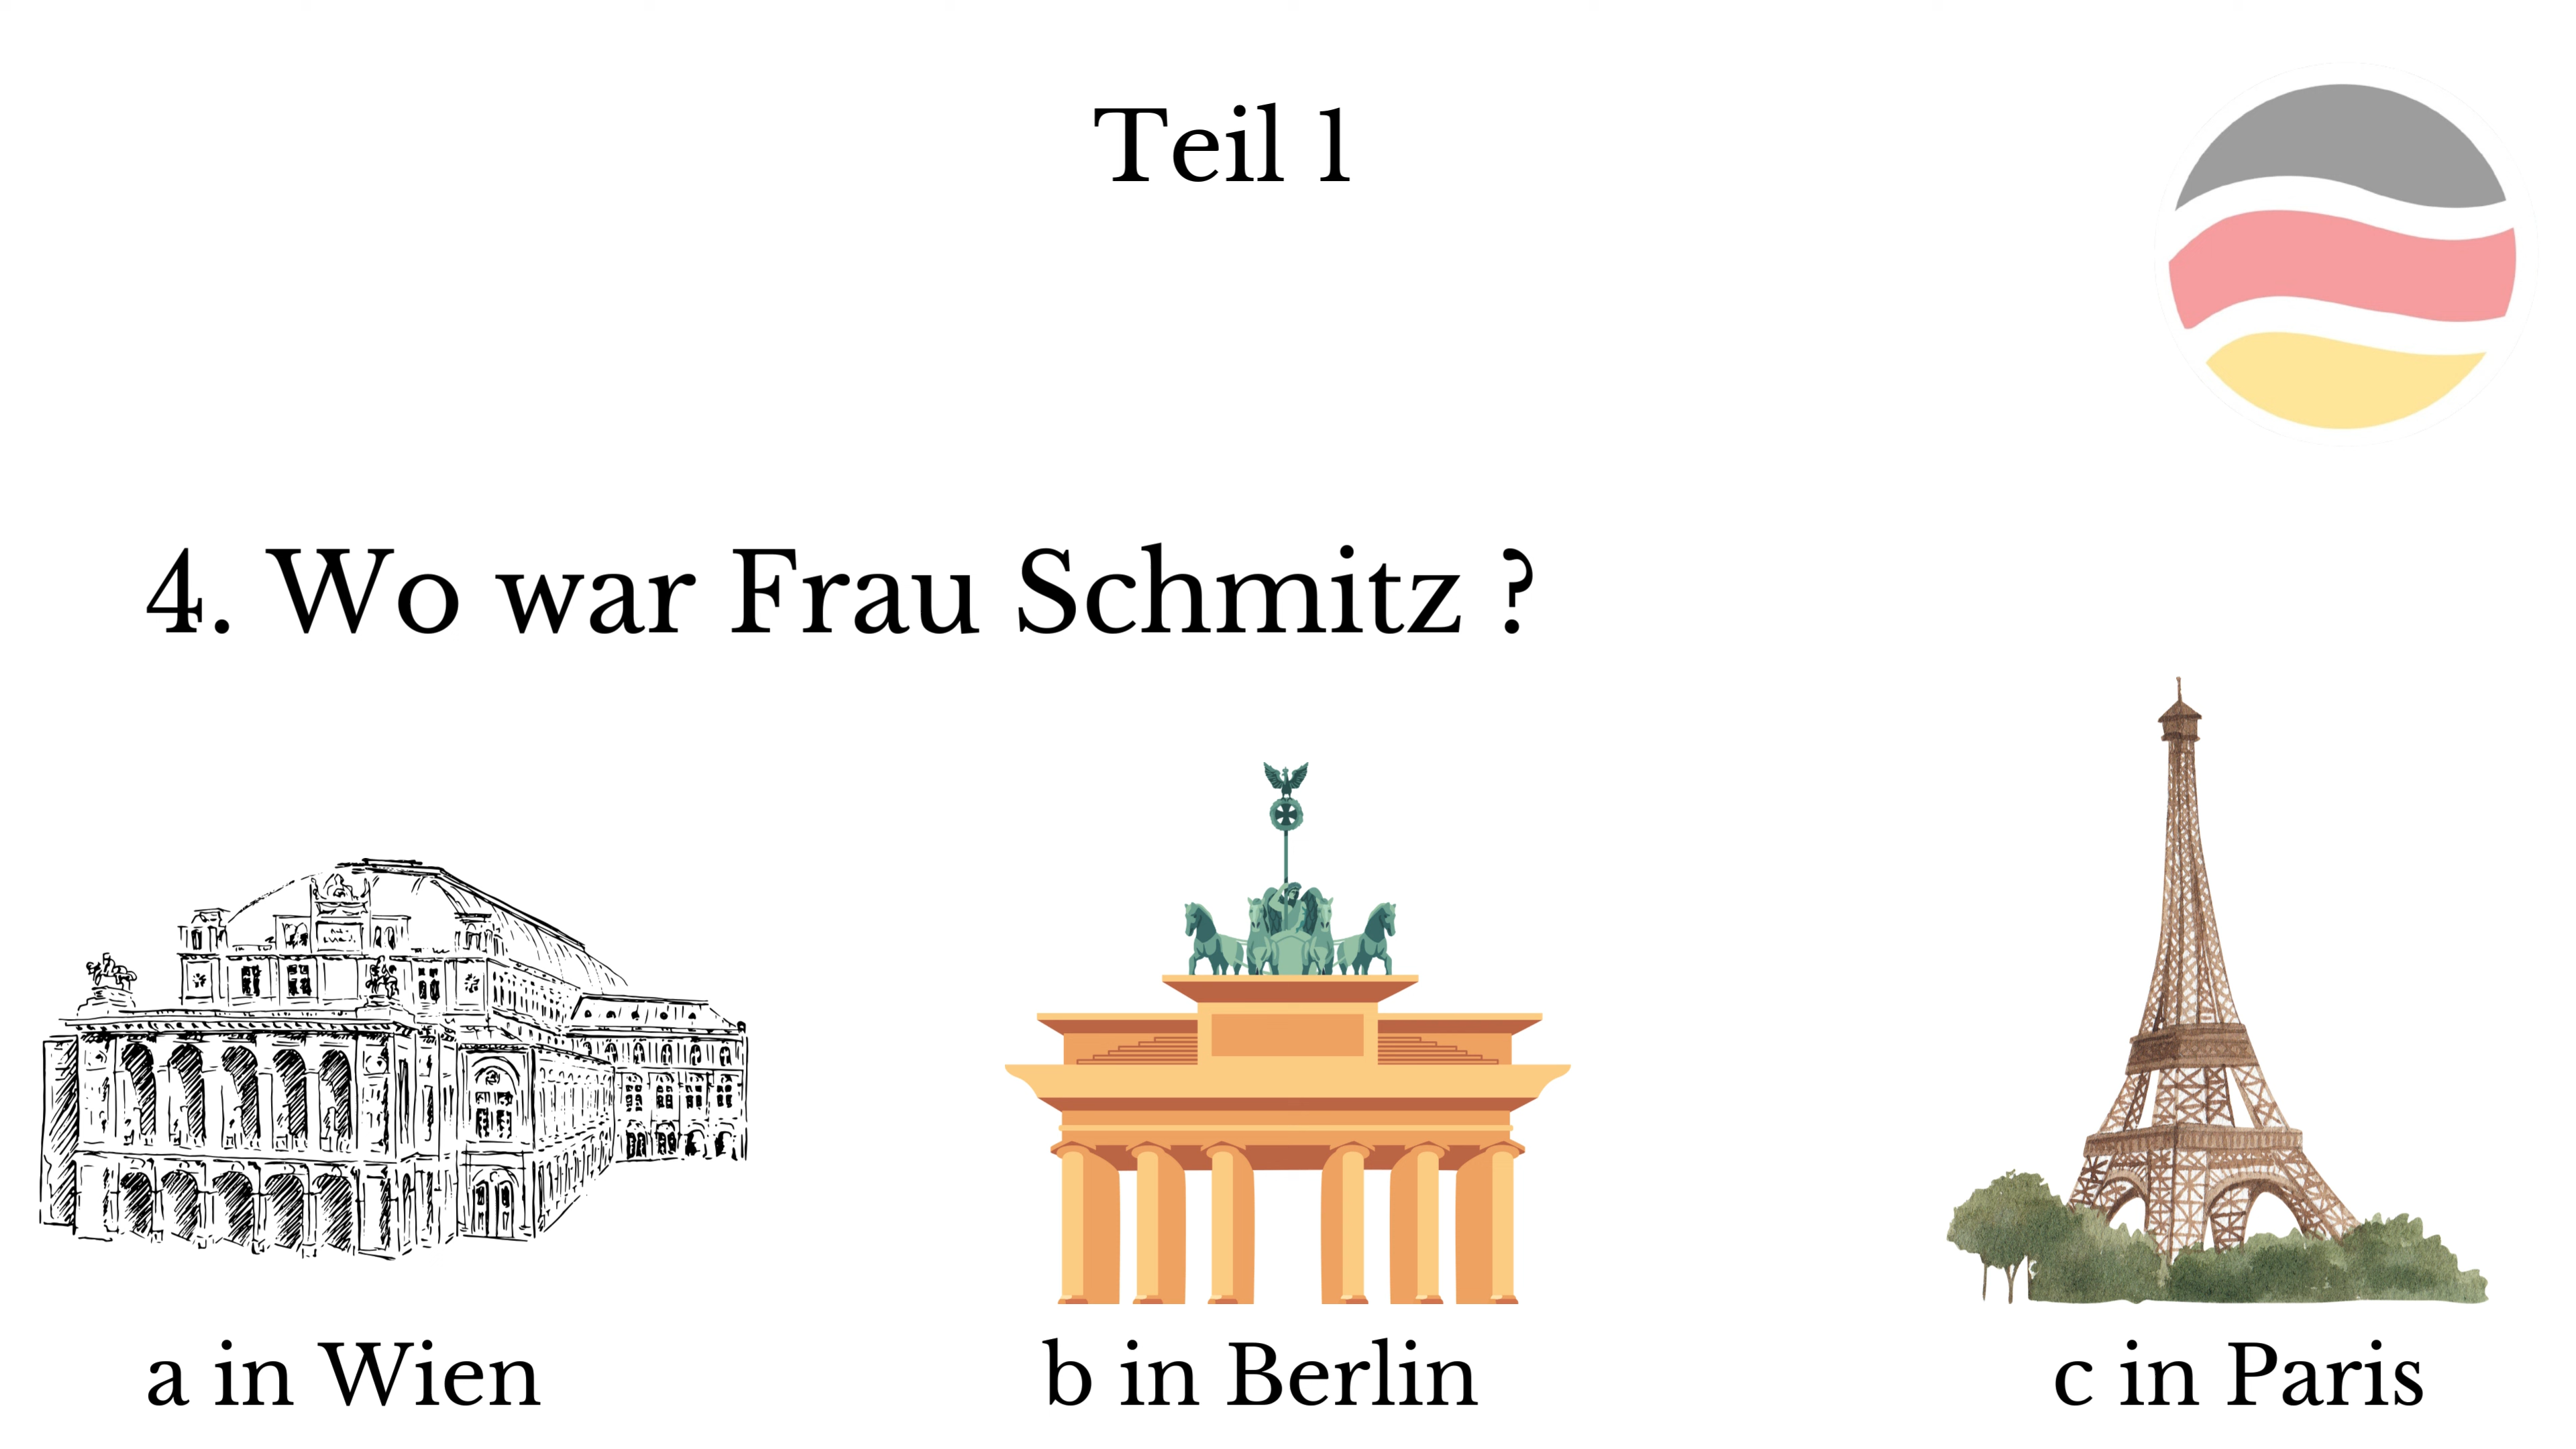 Teil 1
4. Wo war Frau Schmitz ?
a in Wien
b in Berlin
c in Paris